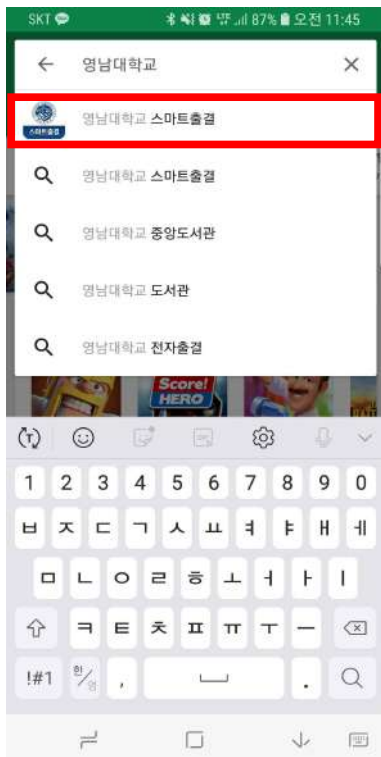 SKT 87% 오전 11:45
영남대학교
스마트출결
영남대학교 스마트출결
영남대학교 스마트출결
영남대학교 중앙도서관
영남대학교 도서관
영남대학교 전자출결
Score!
HERO
1 2 3 4 5 6 7 8 9 0
ㅂ ㅈ ㄷ ㄱ ㅅ ㅛ ㅕ ㅑ ㅐ ㅔ
ㅁ ㄴ ㅇ ㄹ ㅎ ㅗ ㅓ ㅏ ㅣ
ㅋ ㅌ ㅊ ㅍ ㅠ ㅜ ㅡ
!#1 한/영 , .